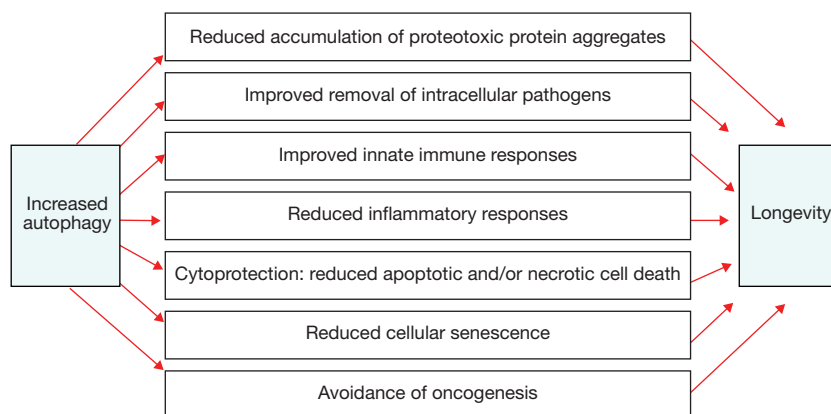 Reduced accumulation of proteotoxic protein aggregates
Improved removal of intracellular pathogens
Improved innate immune responses
Increased
autophagy
Reduced inflammatory responses
Longevity
Cytoprotection: reduced apoptotic and/or necrotic cell death
Reduced cellular senescence
Avoidance of oncogenesis